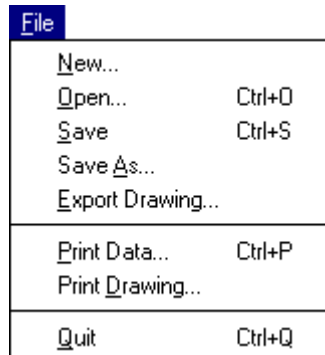 File
New...
Open... Ctrl+O
Save Ctrl+S
Save As...
Export Drawing...
Print Data... Ctrl+P
Print Drawing...
Quit Ctrl+Q